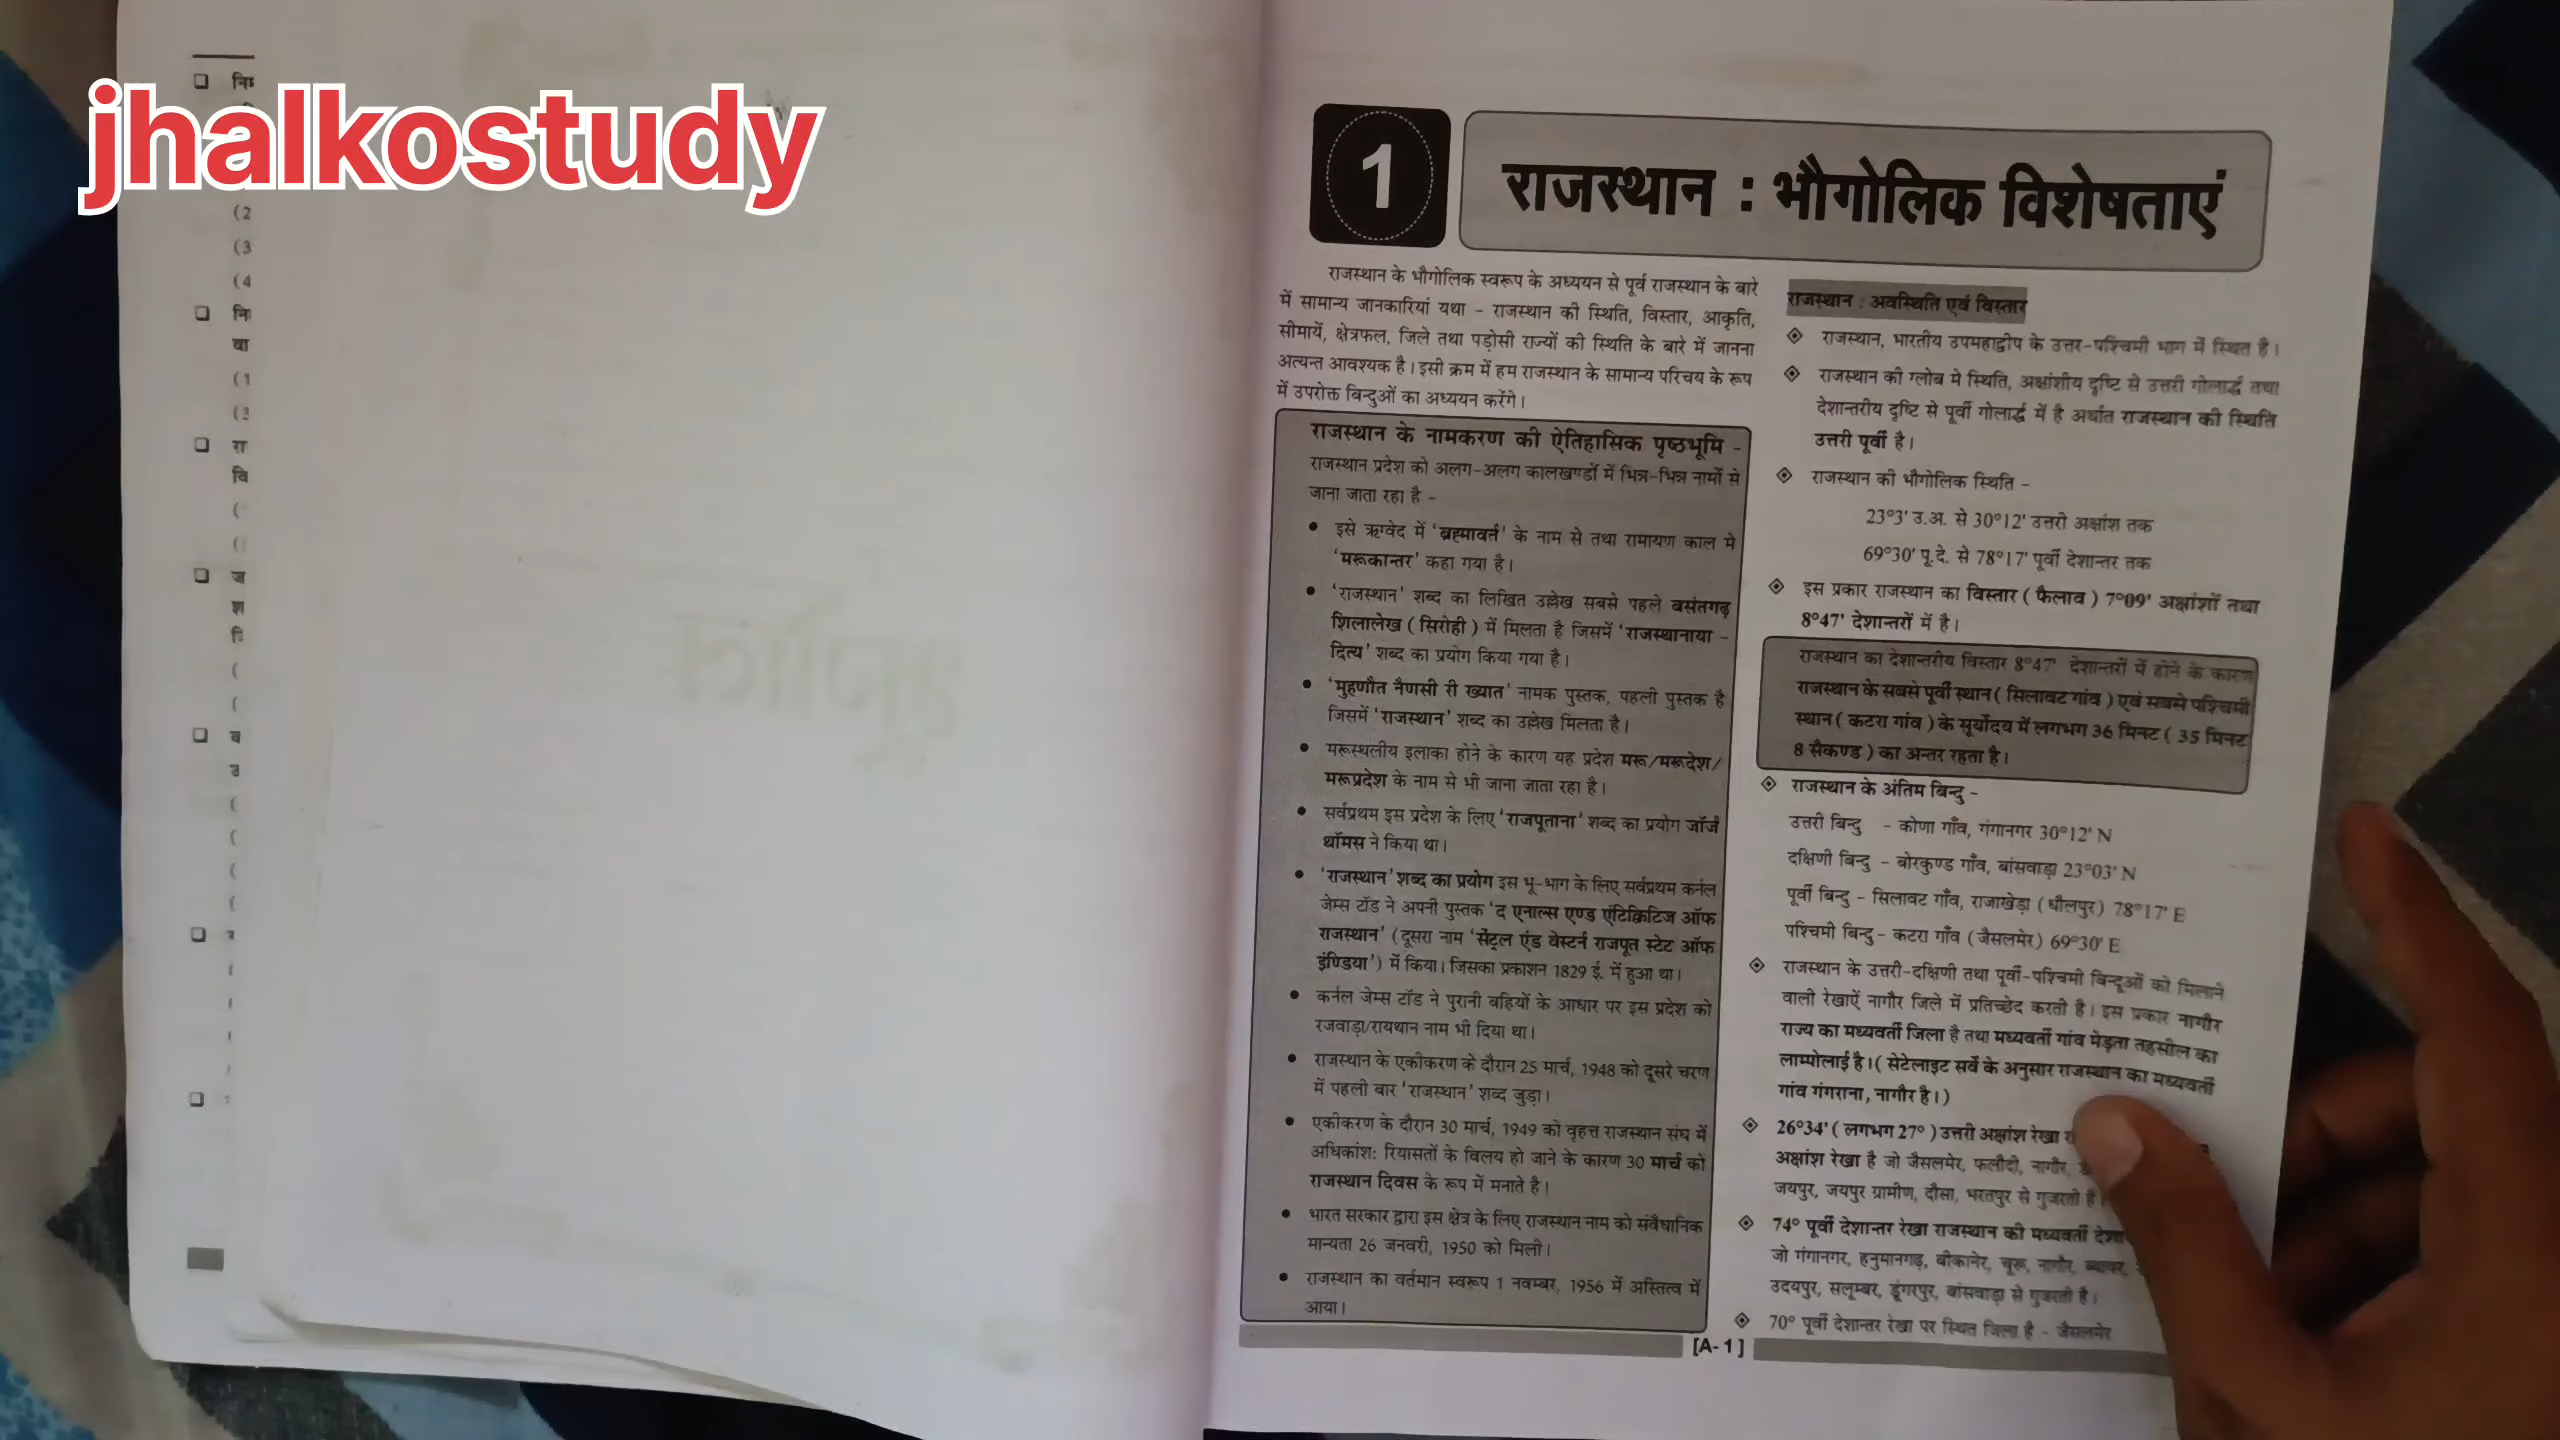 jhalkostudy
1
राजस्थान : भौगोलिक विशेषताएं
राजस्थान के भौगोलिक स्वरूप के अध्ययन से पूर्व राजस्थान के बारे
में सामान्य जानकारियां यथा - राजस्थान की स्थिति, विस्तार, आकृति,
सीमायें, क्षेत्रफल, जिले तथा पड़ोसी राज्यों की स्थिति के बारे में जानना
अत्यन्त आवश्यक है। इसी क्रम में हम राजस्थान के सामान्य परिचय के रूप
में उपरोक्त बिन्दुओं का अध्ययन करेंगे।
राजस्थान के नामकरण की ऐतिहासिक पृष्ठभूमि -
राजस्थान प्रदेश को अलग-अलग कालखण्डों में भिन्न-भिन्न नामों से
जाना जाता रहा है -
• इसे ऋग्वेद में 'ब्रह्मावर्त' के नाम से तथा रामायण काल मे
'मरूकान्तर' कहा गया है।
• 'राजस्थान' शब्द का लिखित उल्लेख सबसे पहले बसंतगढ़
शिलालेख ( सिरोही ) में मिलता है जिसमें 'राजस्थानाया -
दित्य' शब्द का प्रयोग किया गया है।
• 'मुहणौत नैणसी री ख्यात' नामक पुस्तक, पहली पुस्तक है
जिसमें 'राजस्थान' शब्द का उल्लेख मिलता है।
• मरूस्थलीय इलाका होने के कारण यह प्रदेश मरू/मरूदेश/
मरूप्रदेश के नाम से भी जाना जाता रहा है।
• सर्वप्रथम इस प्रदेश के लिए 'राजपूताना' शब्द का प्रयोग जॉर्ज
थॉमस ने किया था।
• 'राजस्थान' शब्द का प्रयोग इस भू-भाग के लिए सर्वप्रथम कर्नल
जेम्स टॉड ने अपनी पुस्तक 'द एनाल्स एण्ड एंटिक्विटिज ऑफ
राजस्थान' (दूसरा नाम 'सेंट्रल एंड वेस्टर्न राजपूत स्टेट ऑफ
इंण्डिया') में किया। जिसका प्रकाशन 1829 ई. में हुआ था।
• कर्नल जेम्स टॉड ने पुरानी बहियों के आधार पर इस प्रदेश को
रजवाड़ा/रायथान नाम भी दिया था।
• राजस्थान के एकीकरण के दौरान 25 मार्च, 1948 को दूसरे चरण
में पहली बार 'राजस्थान' शब्द जुड़ा।
• एकीकरण के दौरान 30 मार्च, 1949 को वृहत्त राजस्थान संघ में
अधिकांश: रियासतों के विलय हो जाने के कारण 30 मार्च को
राजस्थान दिवस के रूप में मनाते है।
• भारत सरकार द्वारा इस क्षेत्र के लिए राजस्थान नाम को संवैधानिक
मान्यता 26 जनवरी, 1950 को मिली।
• राजस्थान का वर्तमान स्वरूप 1 नवम्बर, 1956 में अस्तित्व में
आया।
राजस्थान : अवस्थिति एवं विस्तार
राजस्थान, भारतीय उपमहाद्वीप के उत्तर-पश्चिमी भाग में स्थित है।
राजस्थान की ग्लोब मे स्थिति, अक्षांशीय दृष्टि से उत्तरी गोलार्द्ध तथा
देशान्तरीय दृष्टि से पूर्वी गोलार्द्ध में है अर्थात राजस्थान की स्थिति
उत्तरी पूर्वी है।
राजस्थान की भौगोलिक स्थिति -
23°3' उ.अ. से 30°12' उत्तरी अक्षांश तक
69°30' पू.दे. से 78°17' पूर्वी देशान्तर तक
इस प्रकार राजस्थान का विस्तार ( फैलाव ) 7°09' अक्षांशों तथा
8°47' देशान्तरों में है।
राजस्थान का देशान्तरीय विस्तार 8°47' देशान्तरों में होने के कारण
राजस्थान के सबसे पूर्वी स्थान ( सिलावट गांव ) एवं सबसे पश्चिमी
स्थान ( कटरा गांव ) के सूर्योदय में लगभग 36 मिनट ( 35 मिनट
8 सैकण्ड ) का अन्तर रहता है।
राजस्थान के अंतिम बिन्दु -
उत्तरी बिन्दु - कोणा गाँव, गंगानगर 30°12' N
दक्षिणी बिन्दु - बोरकुण्ड गाँव, बांसवाड़ा 23°03' N
पूर्वी बिन्दु - सिलावट गाँव, राजाखेड़ा (धौलपुर) 78°17' E
पश्चिमी बिन्दु - कटरा गाँव (जैसलमेर) 69°30' E
राजस्थान के उत्तरी-दक्षिणी तथा पूर्वी-पश्चिमी बिन्दूओं को मिलाने
वाली रेखाऐं नागौर जिले में प्रतिच्छेद करती है। इस प्रकार नागौर
राज्य का मध्यवर्ती जिला है तथा मध्यवर्ती गांव मेड़ता तहसील का
लाम्पोलाई है। ( सेटेलाइट सर्वे के अनुसार राजस्थान का मध्यवर्ती
गांव गंगराना, नागौर है। )
26°34' ( लगभग 27° ) उत्तरी अक्षांश रेखा
अक्षांश रेखा है जो जैसलमेर, फलौदी, नागौर,
जयपुर, जयपुर ग्रामीण, दौसा, भरतपुर से गुजरती है।
74° पूर्वी देशान्तर रेखा राजस्थान की मध्यवर्ती
जो गंगानगर, हनुमानगढ़, बीकानेर, चूरू, नागौर, ब्यावर,
उदयपुर, सलूम्बर, डूंगरपुर, बांसवाड़ा से गुजरती है।
70° पूर्वी देशान्तर रेखा पर स्थित जिला है - जैसलमेर
[A-1]